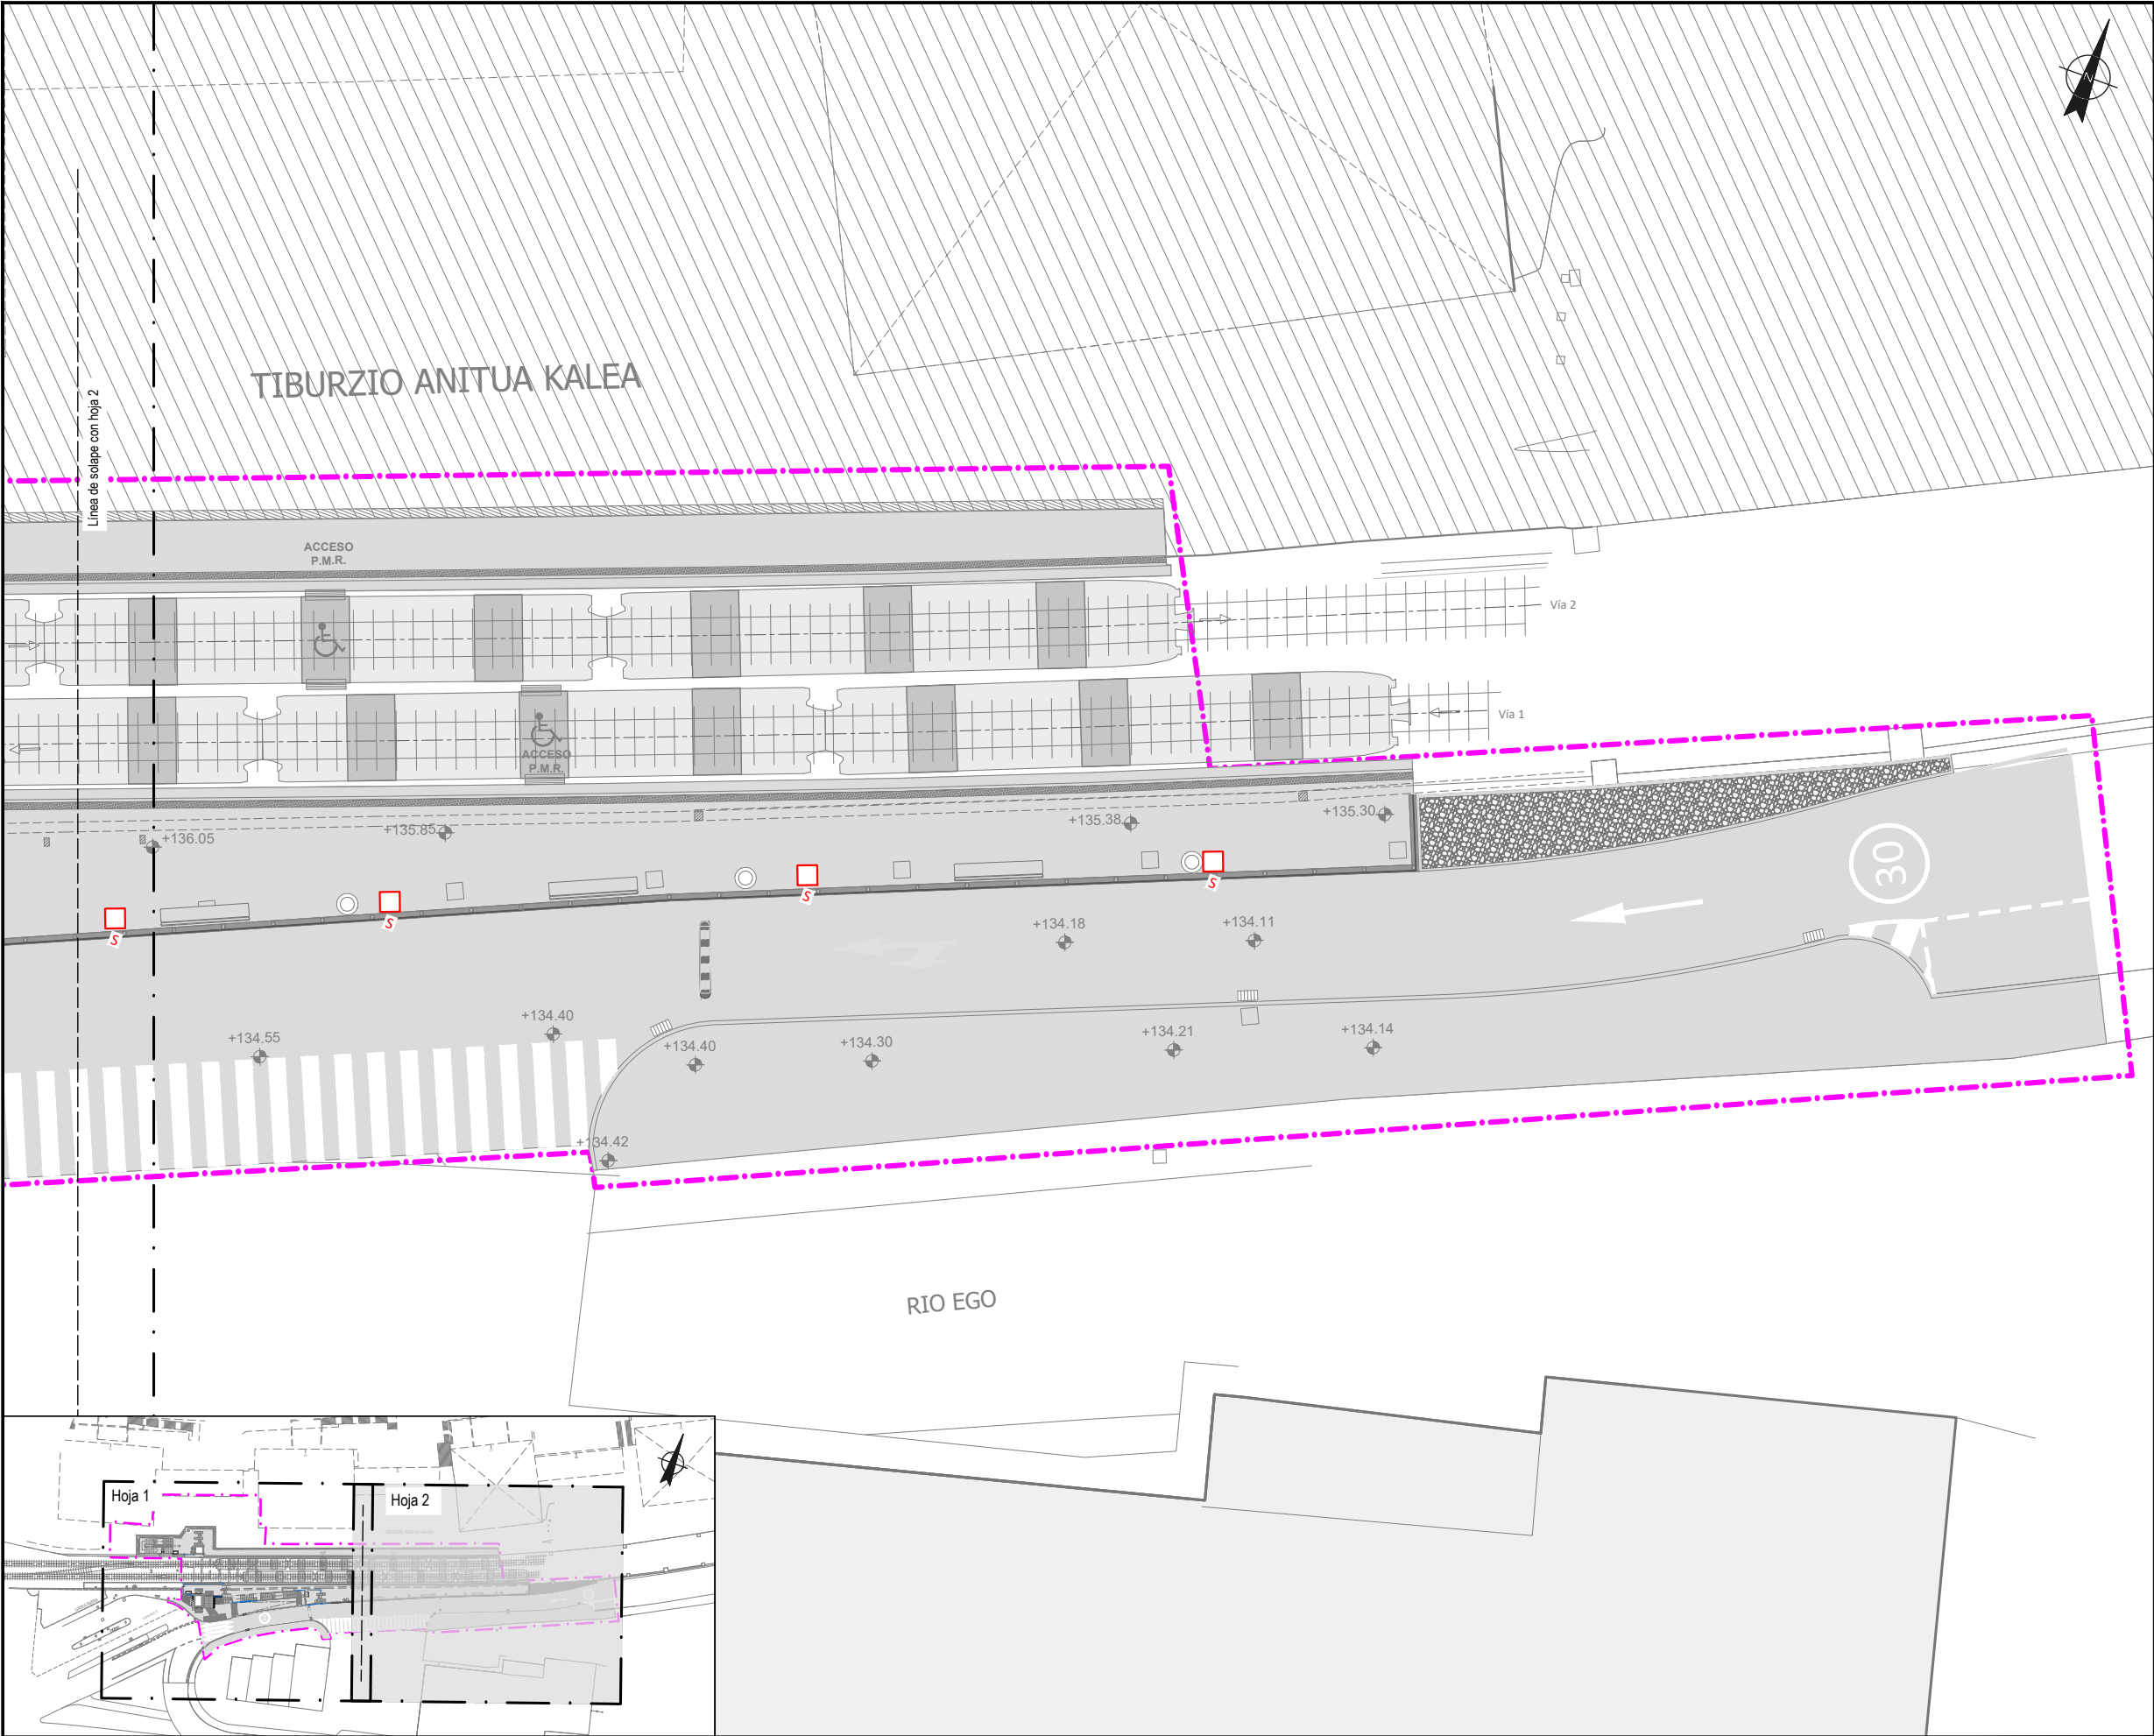 N
TIBURZIO ANITUA KALEA
Línea de solape con hoja 2
ACCESO
P.M.R.
Vía 2
Vía 1
ACCESO
P.M.R.
+136.05
+135.85
+135.38
+135.30
30
S
S
S
S
+134.18
+134.11
+134.55
+134.40
+134.40
+134.30
+134.21
+134.14
+134.42
RIO EGO
Hoja 1
Hoja 2